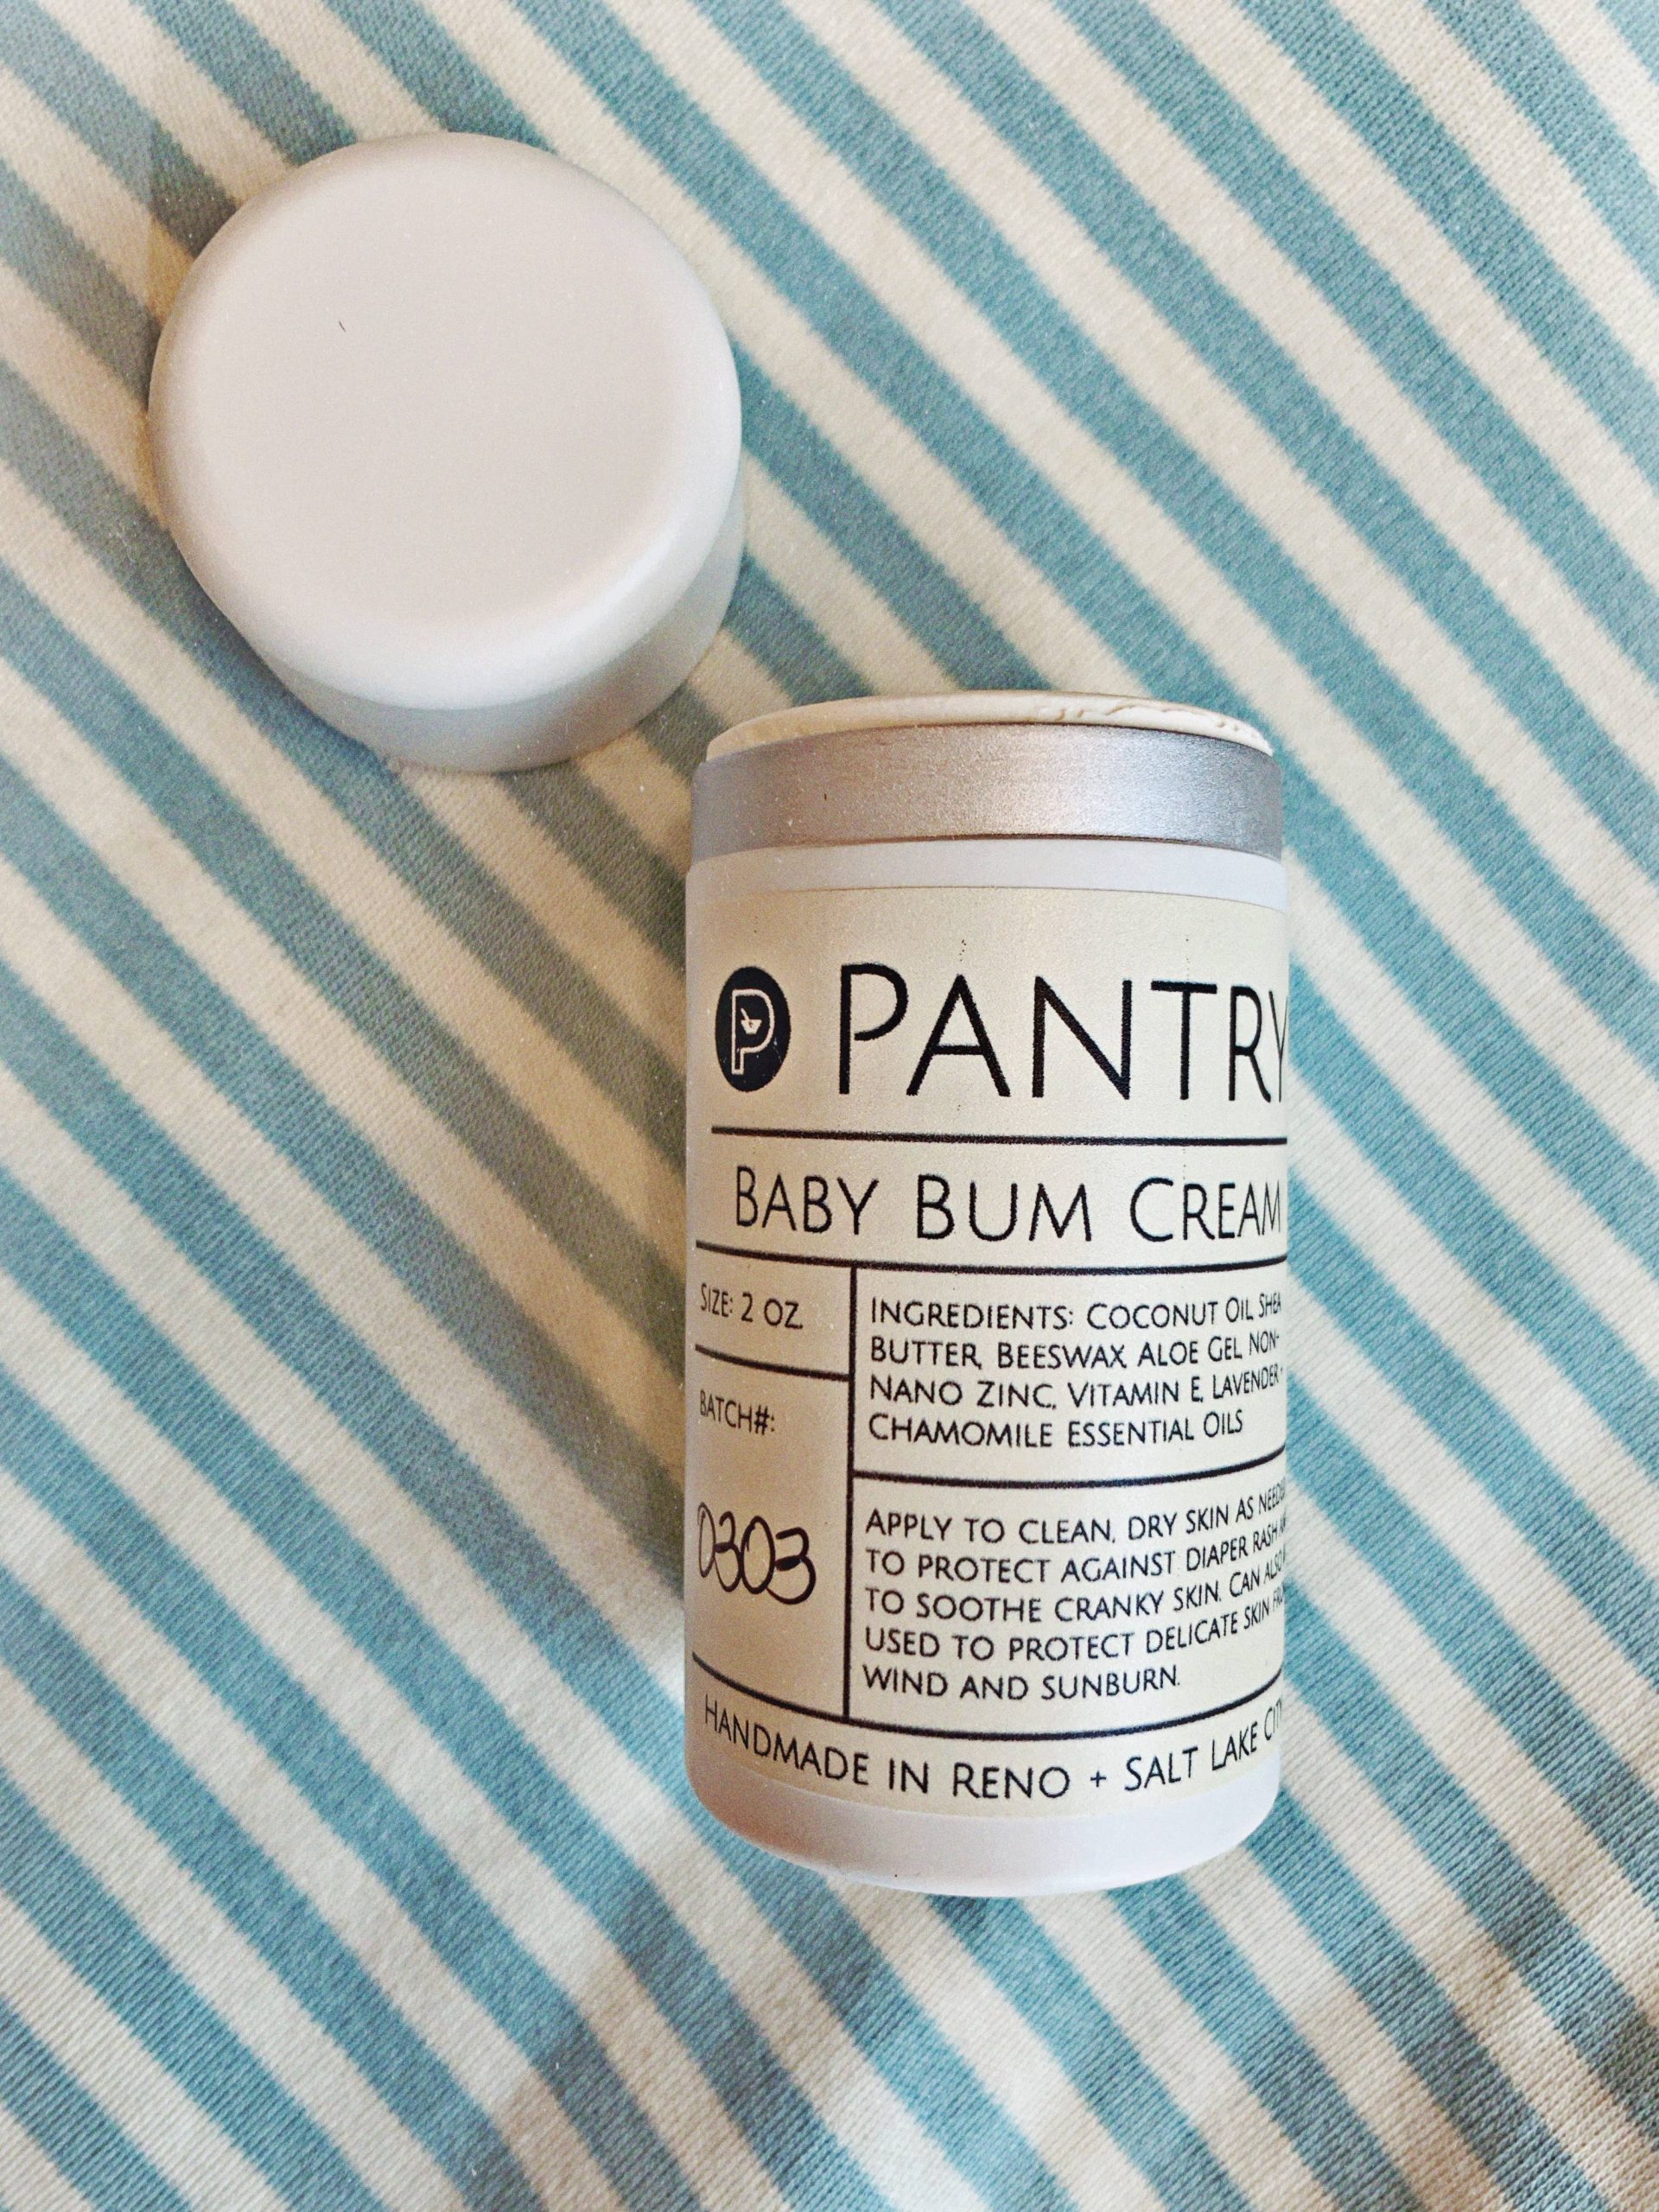 P PANTRY
BABY BUM CREAM
SIZE: 2 OZ.
BATCH#:
0303
INGREDIENTS: COCONUT OIL SHEA
BUTTER, BEESWAX, ALOE GEL NON-
NANO ZINC, VITAMIN E, LAVENDER +
CHAMOMILE ESSENTIAL OILS
APPLY TO CLEAN, DRY SKIN AS
TO PROTECT AGAINST DIAPER RASH
TO SOOTHE CRANKY SKIN. CAN ALSO
USED TO PROTECT DELICATE SKIN
WIND AND SUNBURN.
HANDMADE IN RENO + SALT LAKE